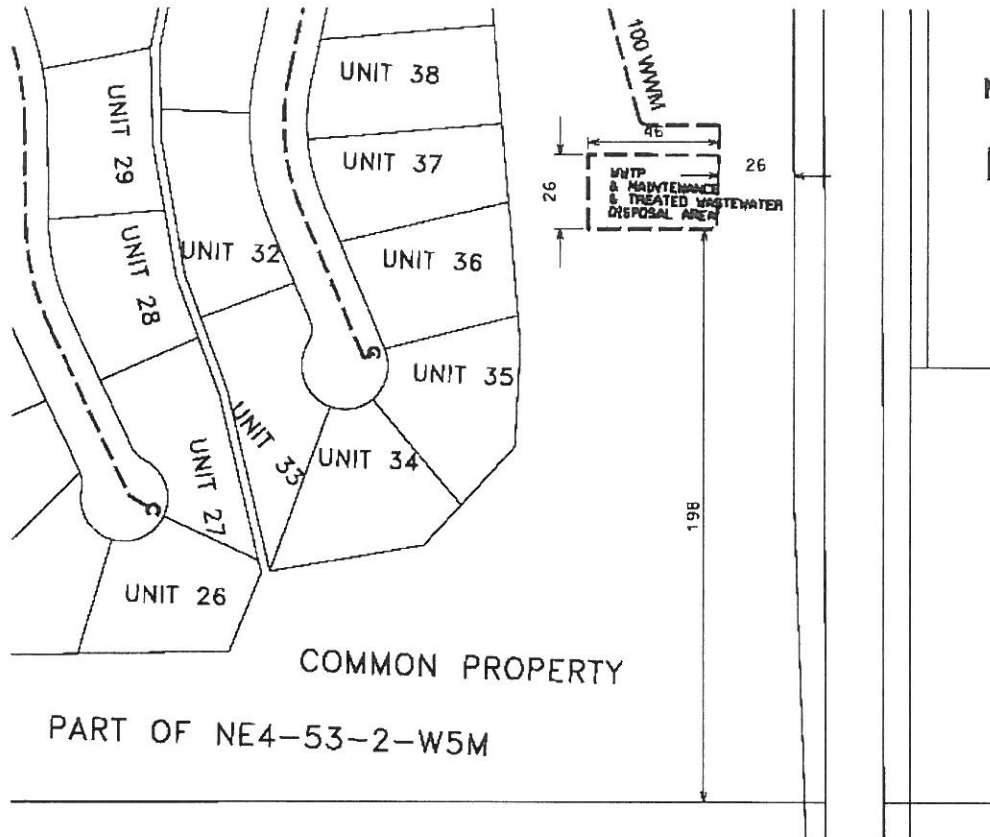 UNIT 38
100 WWM
UNIT 29
46
UNIT 37
26
26
WWTP
& MAINTENANCE
& TREATED WASTEWATER
DISPOSAL AREA
UNIT 32
UNIT 36
UNIT 28
UNIT 35
UNIT 33
UNIT 34
UNIT 27
198
UNIT 26
COMMON PROPERTY
PART OF NE4-53-2-W5M